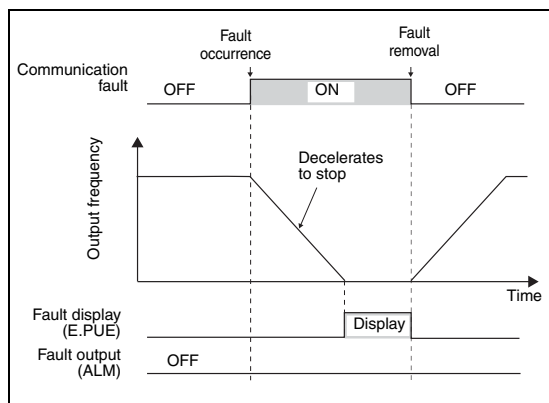 Fault
occurrence
Fault
removal
Communication
fault
OFF
ON
OFF
Output frequency
Decelerates
to stop
Time
Fault display
(E.PUE)
Display
Fault output
(ALM)
OFF